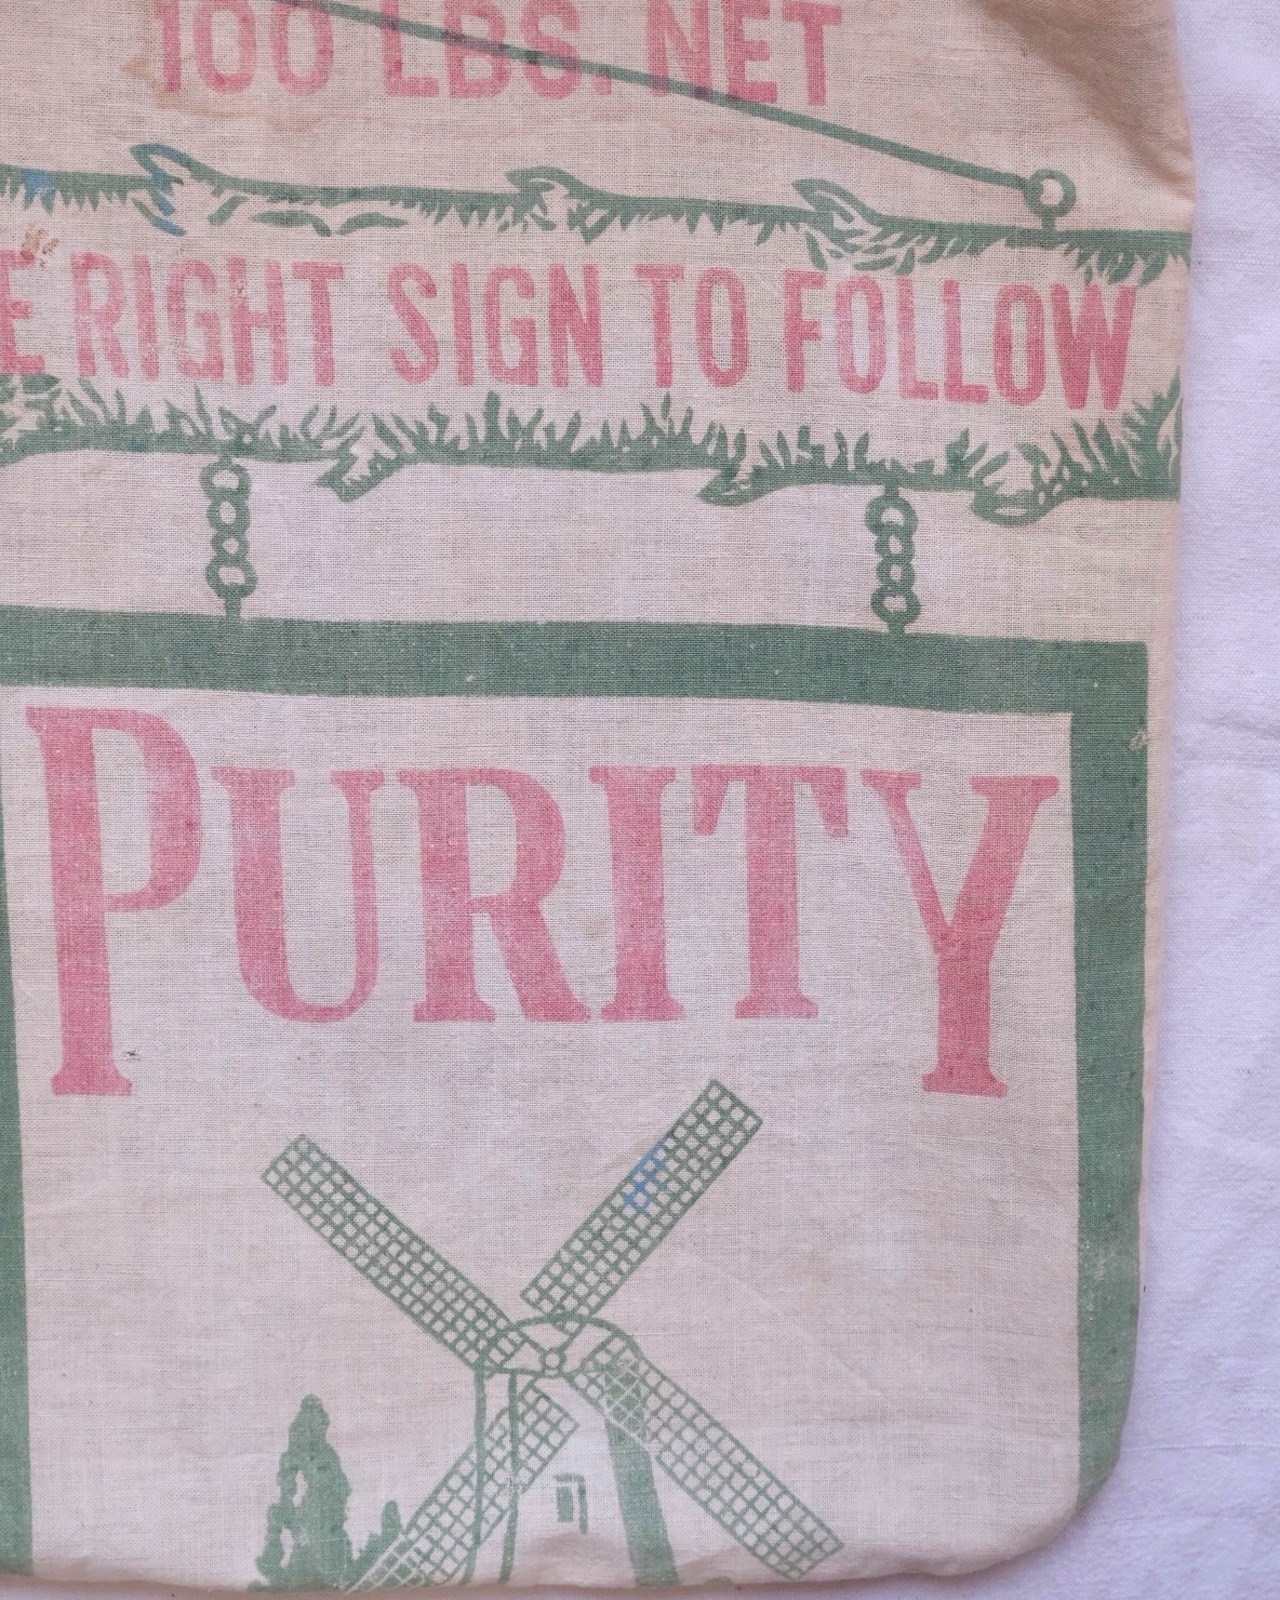 100 LBS. NET
E RIGHT SIGN TO FOLLOW
PURITY